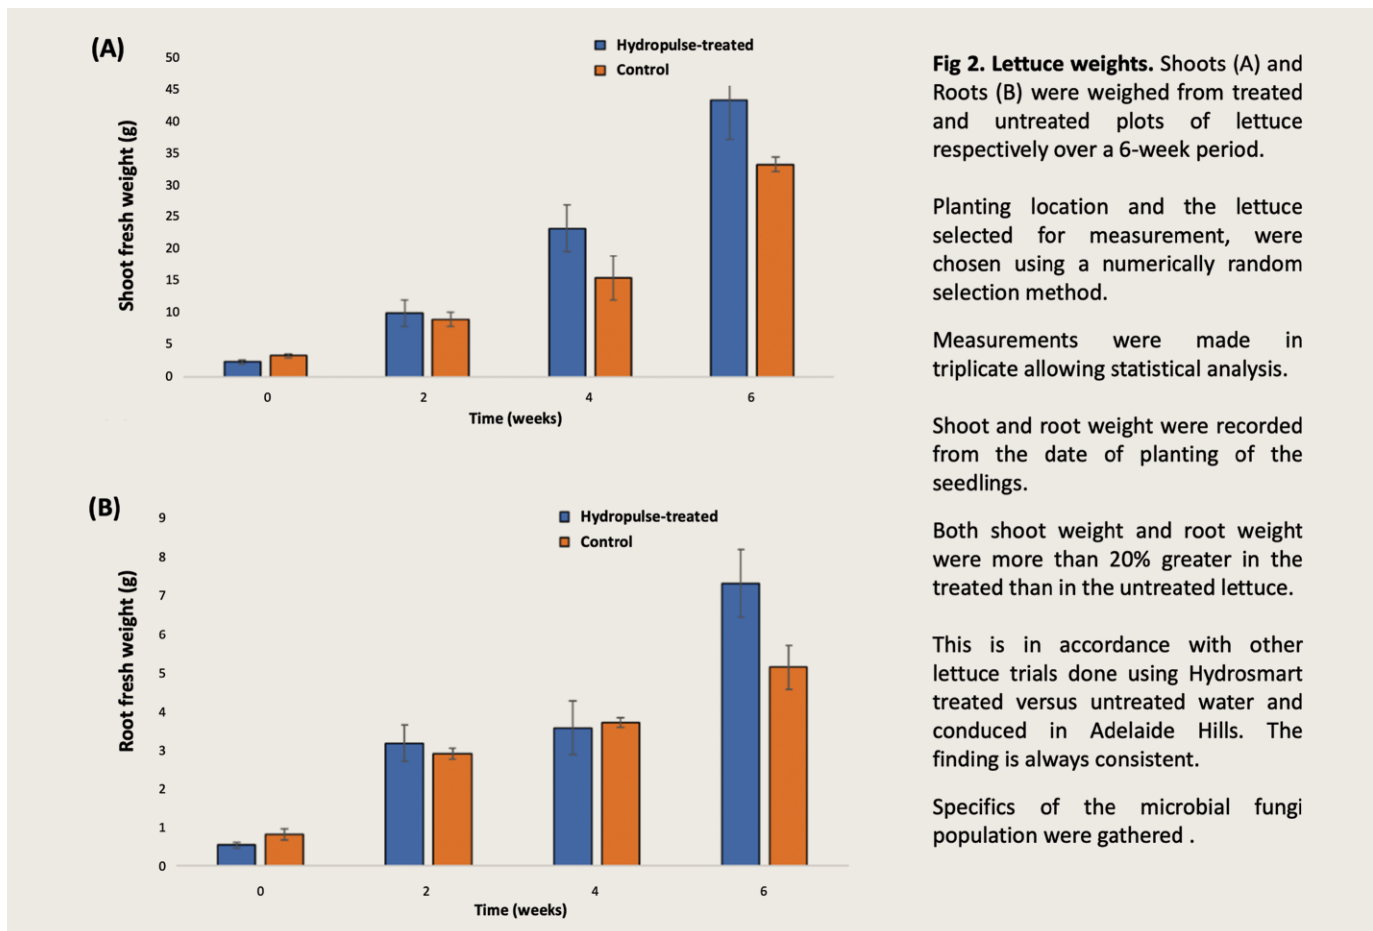 (A)
Hydropulse-treated
Control
50
45
40
35
30
25
20
15
10
5
0
Shoot fresh weight (g)
0
2
4
6
Time (weeks)
(B)
Hydropulse-treated
Control
9
8
7
6
5
4
3
2
1
0
Root fresh weight (g)
0
2
4
6
Time (weeks)
Fig 2. Lettuce weights. Shoots (A) and
Roots (B) were weighed from treated
and untreated plots of lettuce
respectively over a 6-week period.
Planting location and the lettuce
selected for measurement, were
chosen using a numerically random
selection method.
Measurements were made in
triplicate allowing statistical analysis.
Shoot and root weight were recorded
from the date of planting of the
seedlings.
Both shoot weight and root weight
were more than 20% greater in the
treated than in the untreated lettuce.
This is in accordance with other
lettuce trials done using Hydrosmart
treated versus untreated water and
conduced in Adelaide Hills. The
finding is always consistent.
Specifics of the microbial fungi
population were gathered .